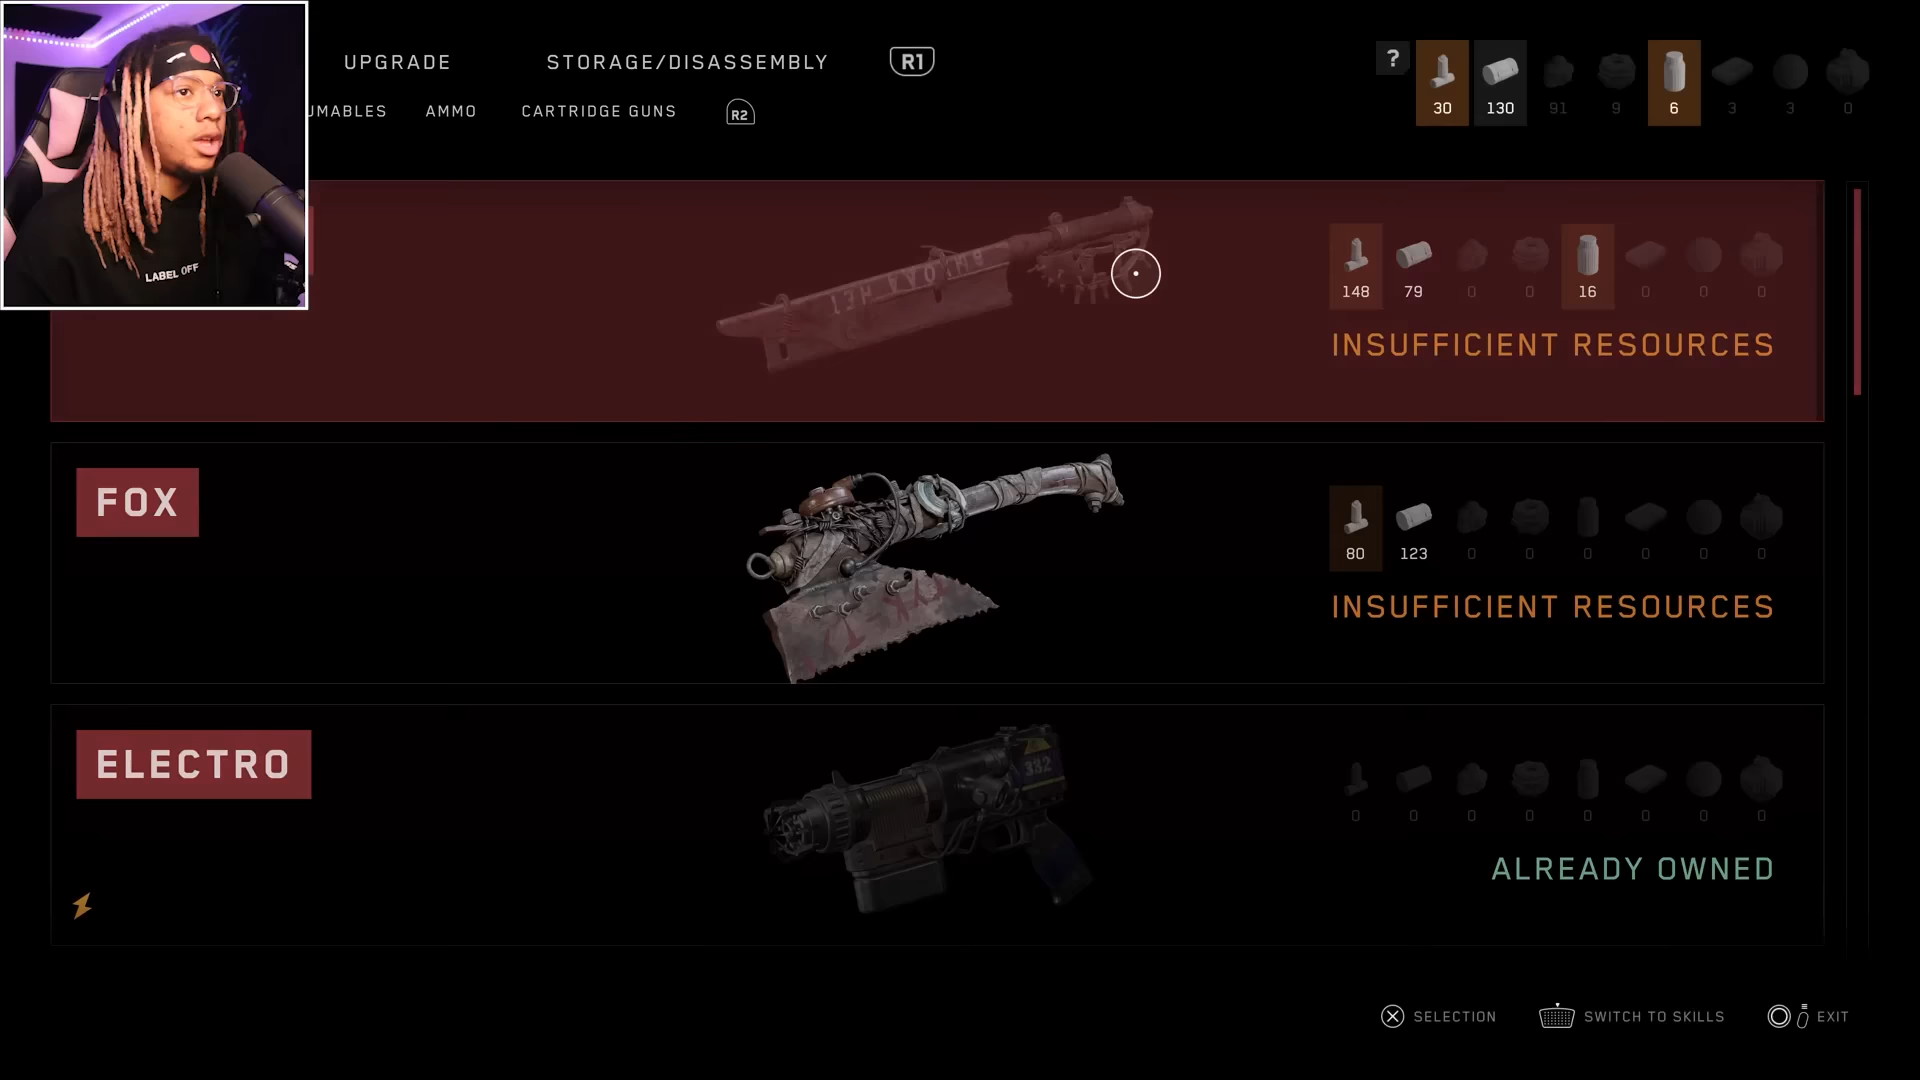 UPGRADE STORAGE/DISASSEMBLY R1
UMABLES AMMO CARTRIDGE GUNS R2
?
30 130 91 9 6 3 3 0
LABEL OFF
148 79 0 0 16 0 0 0
INSUFFICIENT RESOURCES
FOX
80 123 0 0 0 0 0 0
INSUFFICIENT RESOURCES
ELECTRO
332
0 0 0 0 0 0 0 0
ALREADY OWNED
SELECTION SWITCH TO SKILLS EXIT